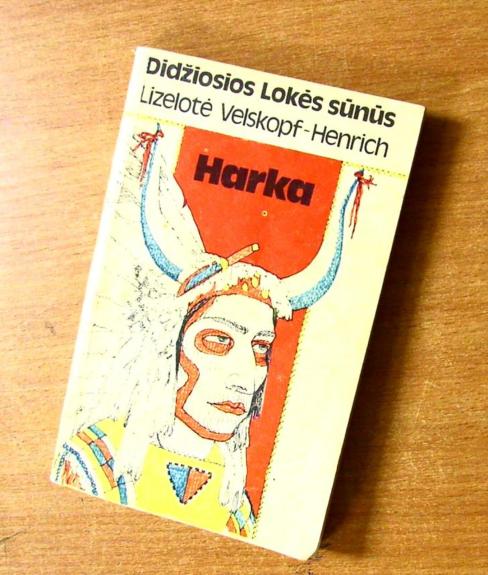 Didžiosios Lokės sūnūs
Lizelotė Velskopf-Henrich
Harka